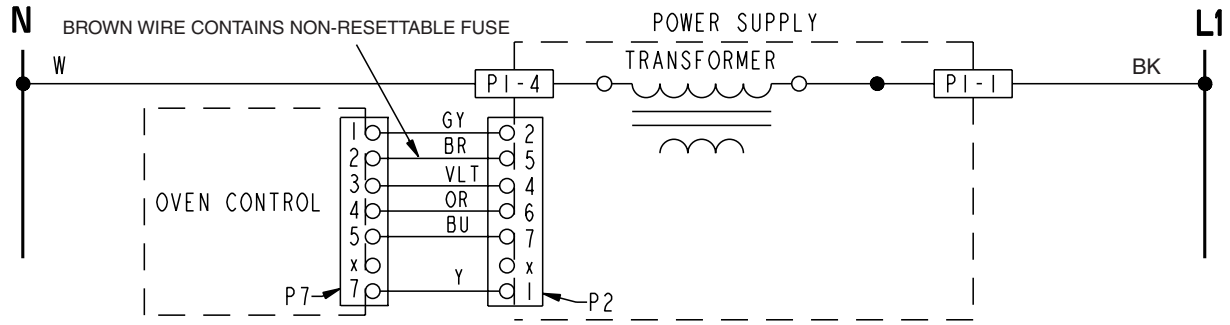 N
BROWN WIRE CONTAINS NON-RESETTABLE FUSE
POWER SUPPLY
L1
W
TRANSFORMER
BK
P1-4
P1-1
1 GY 2
2 BR 5
3 VLT 4
OVEN CONTROL
4 OR 6
5 BU 7
x x
7 Y 1
P7
P2